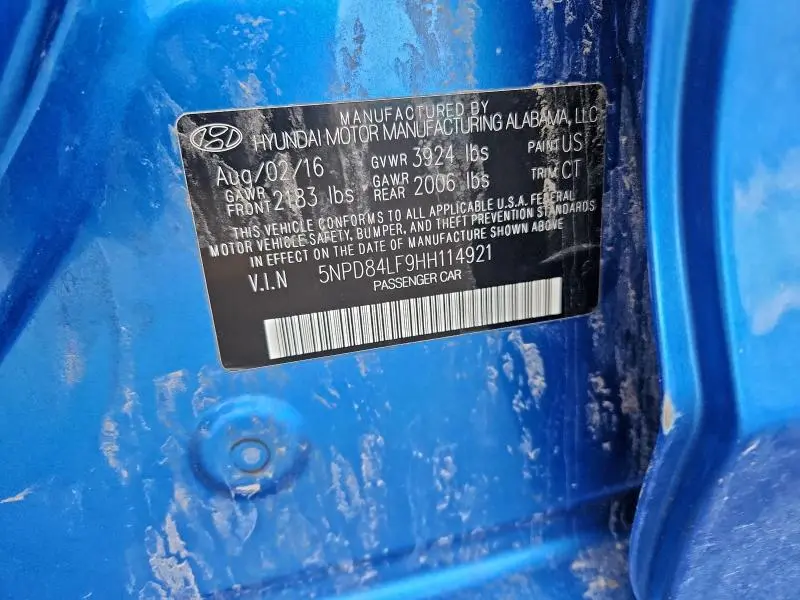 MANUFACTURED BY
HYUNDAI MOTOR MANUFACTURING ALABAMA, LLC
Aug/02/16 GVWR 3924 lbs PAINT US
GAWR FRONT 2183 lbs GAWR REAR 2006 lbs TRIM CT
THIS VEHICLE CONFORMS TO ALL APPLICABLE U.S.A. FEDERAL
MOTOR VEHICLE SAFETY, BUMPER, AND THEFT PREVENTION STANDARDS
IN EFFECT ON THE DATE OF MANUFACTURE SHOWN ABOVE
V.I.N 5NPD84LF9HH114921
PASSENGER CAR